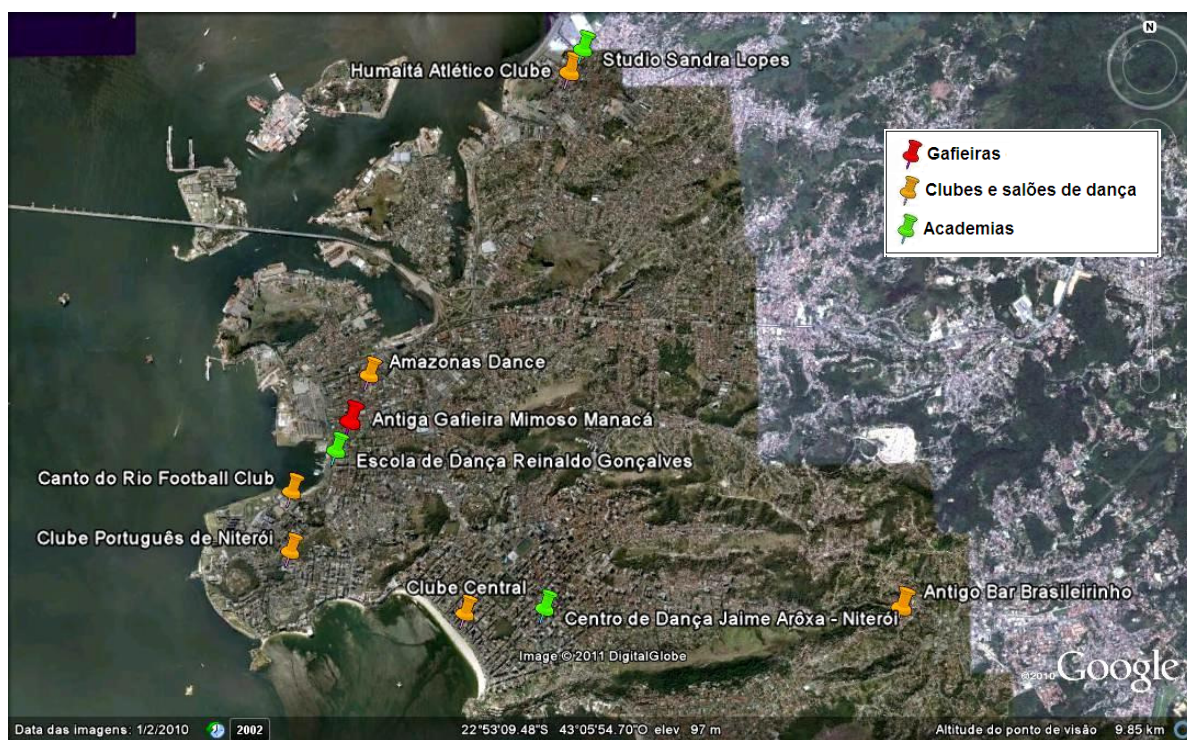 N
Studio Sandra Lopes
Humaitá Atlético Clube
Gafieiras
Clubes e salões de dança
Academias
Amazonas Dance
Antiga Gafieira Mimoso Manacá
Escola de Dança Reinaldo Gonçalves
Canto do Rio Football Club
Clube Português de Niterói
Clube Central
Antigo Bar Brasileirinho
Centro de Dança Jaime Arôxa - Niterói
Image © 2011 DigitalGlobe
©2010 Google
Data das imagens: 1/2/2010 2002 22°53'09.48"S 43°05'54.70"O elev 97 m Altitude do ponto de visão 9.85 km